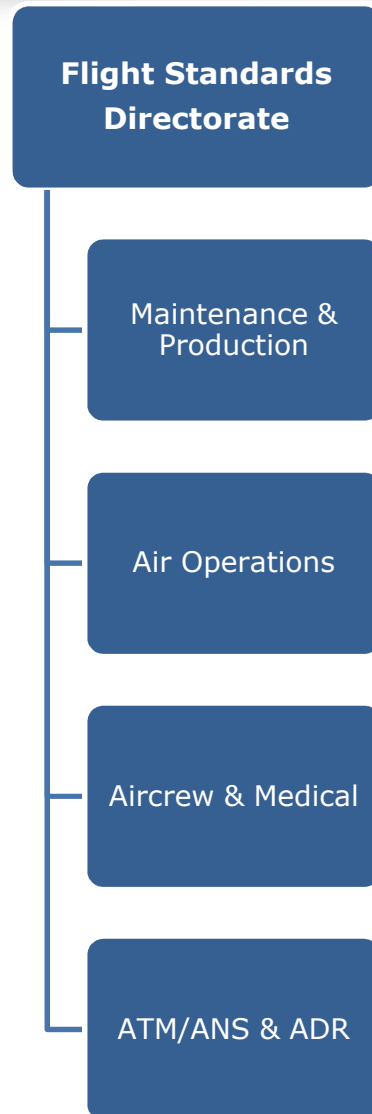 Flight Standards
Directorate
Maintenance &
Production
Air Operations
Aircrew & Medical
ATM/ANS & ADR